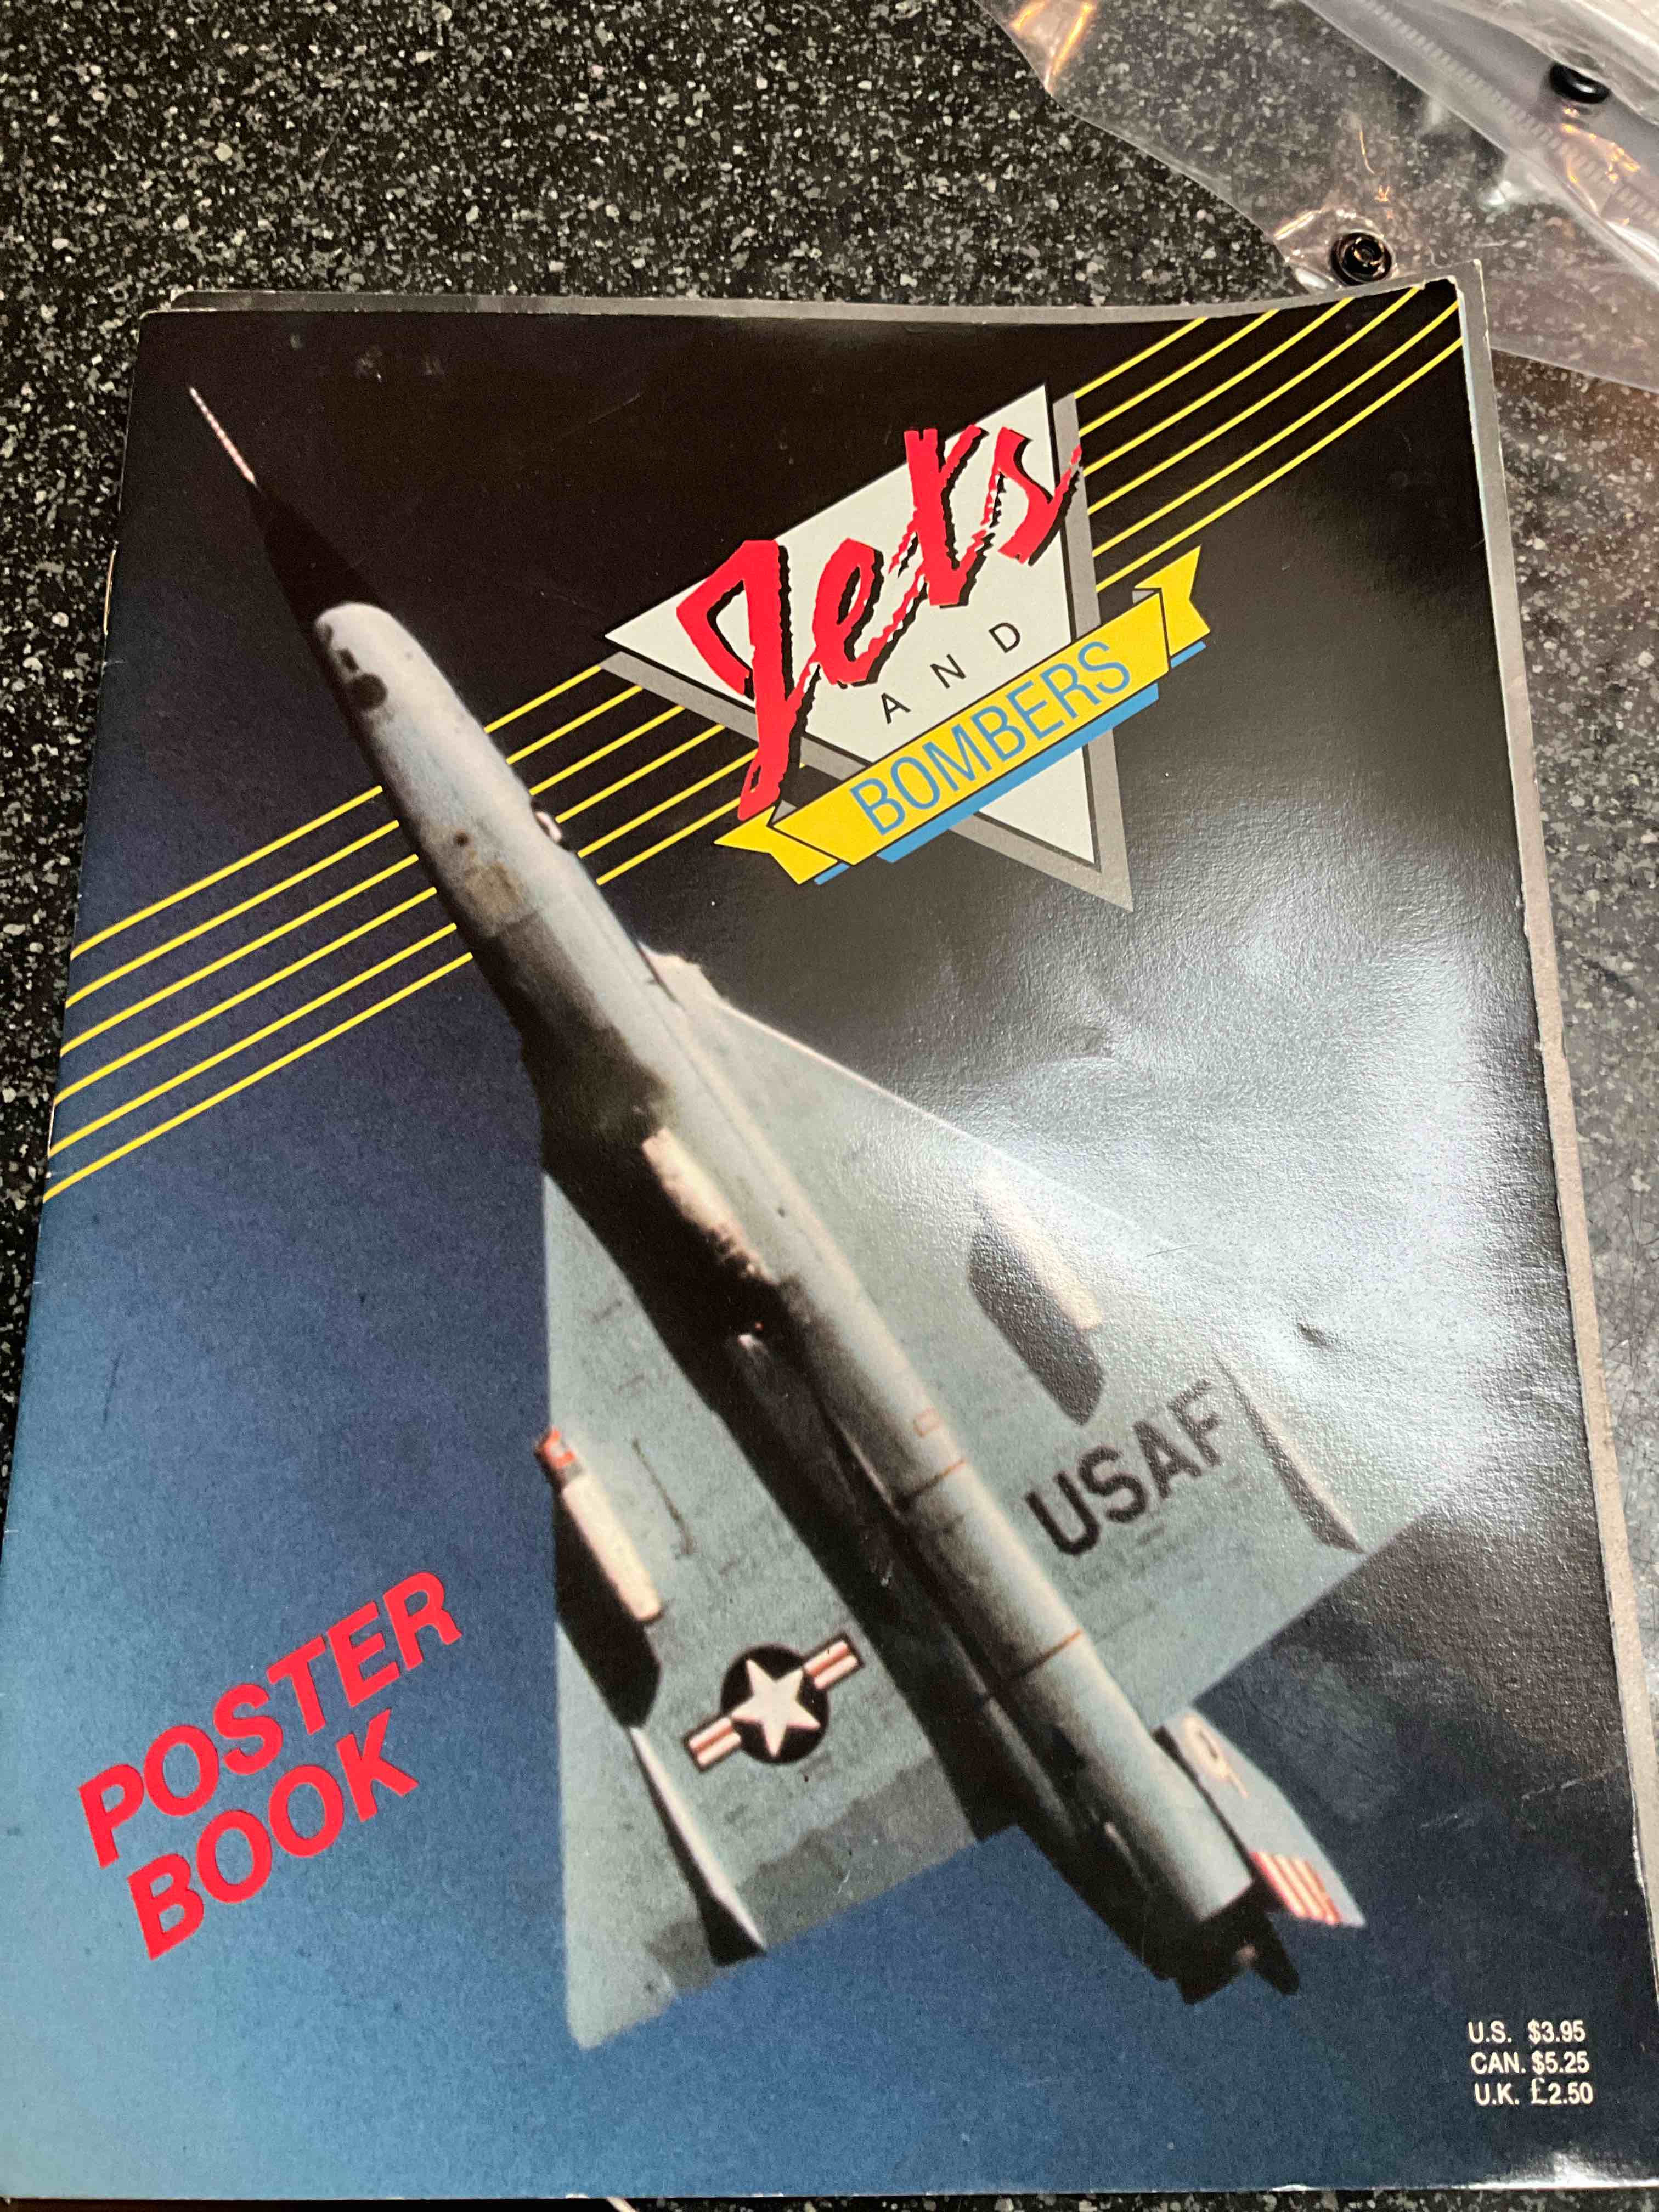 Jets
AND
BOMBERS
USAF
POSTER
BOOK
U.S. $3.95
CAN. $5.25
U.K. £2.50